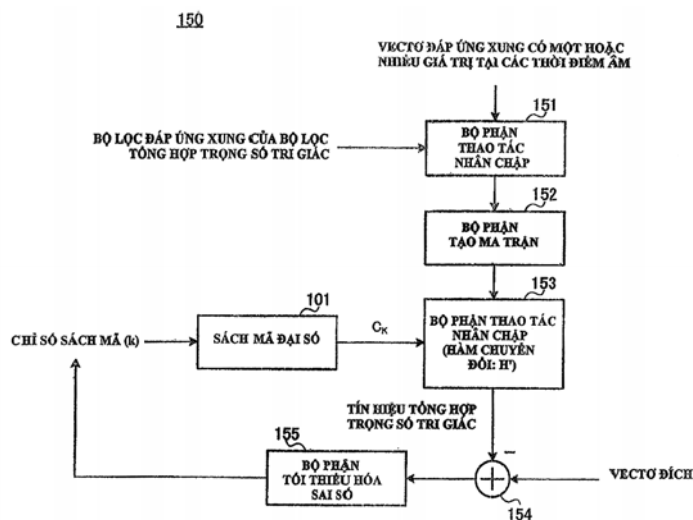 150
VECTƠ ĐÁP ỨNG XUNG CÓ MỘT HOẶC
NHIỀU GIÁ TRỊ TẠI CÁC THỜI ĐIỂM ÂM
151
BỘ LỌC ĐÁP ỨNG XUNG CỦA BỘ LỌC
TỔNG HỢP TRỌNG SỐ TRI GIÁC
BỘ PHẬN
THAO TÁC
NHÂN CHẬP
152
BỘ PHẬN
TẠO MA TRẬN
153
101
CHỈ SỐ SÁCH MÃ (k)
SÁCH MÃ ĐẠI SỐ
CK
BỘ PHẬN THAO TÁC
NHÂN CHẬP
(HÀM CHUYÊN
ĐỔI: H')
TÍN HIỆU TỔNG HỢP
TRỌNG SỐ TRI GIÁC
155
BỘ PHẬN
TỐI THIỂU HÓA
SAI SỐ
−
+
154
VECTƠ ĐÍCH